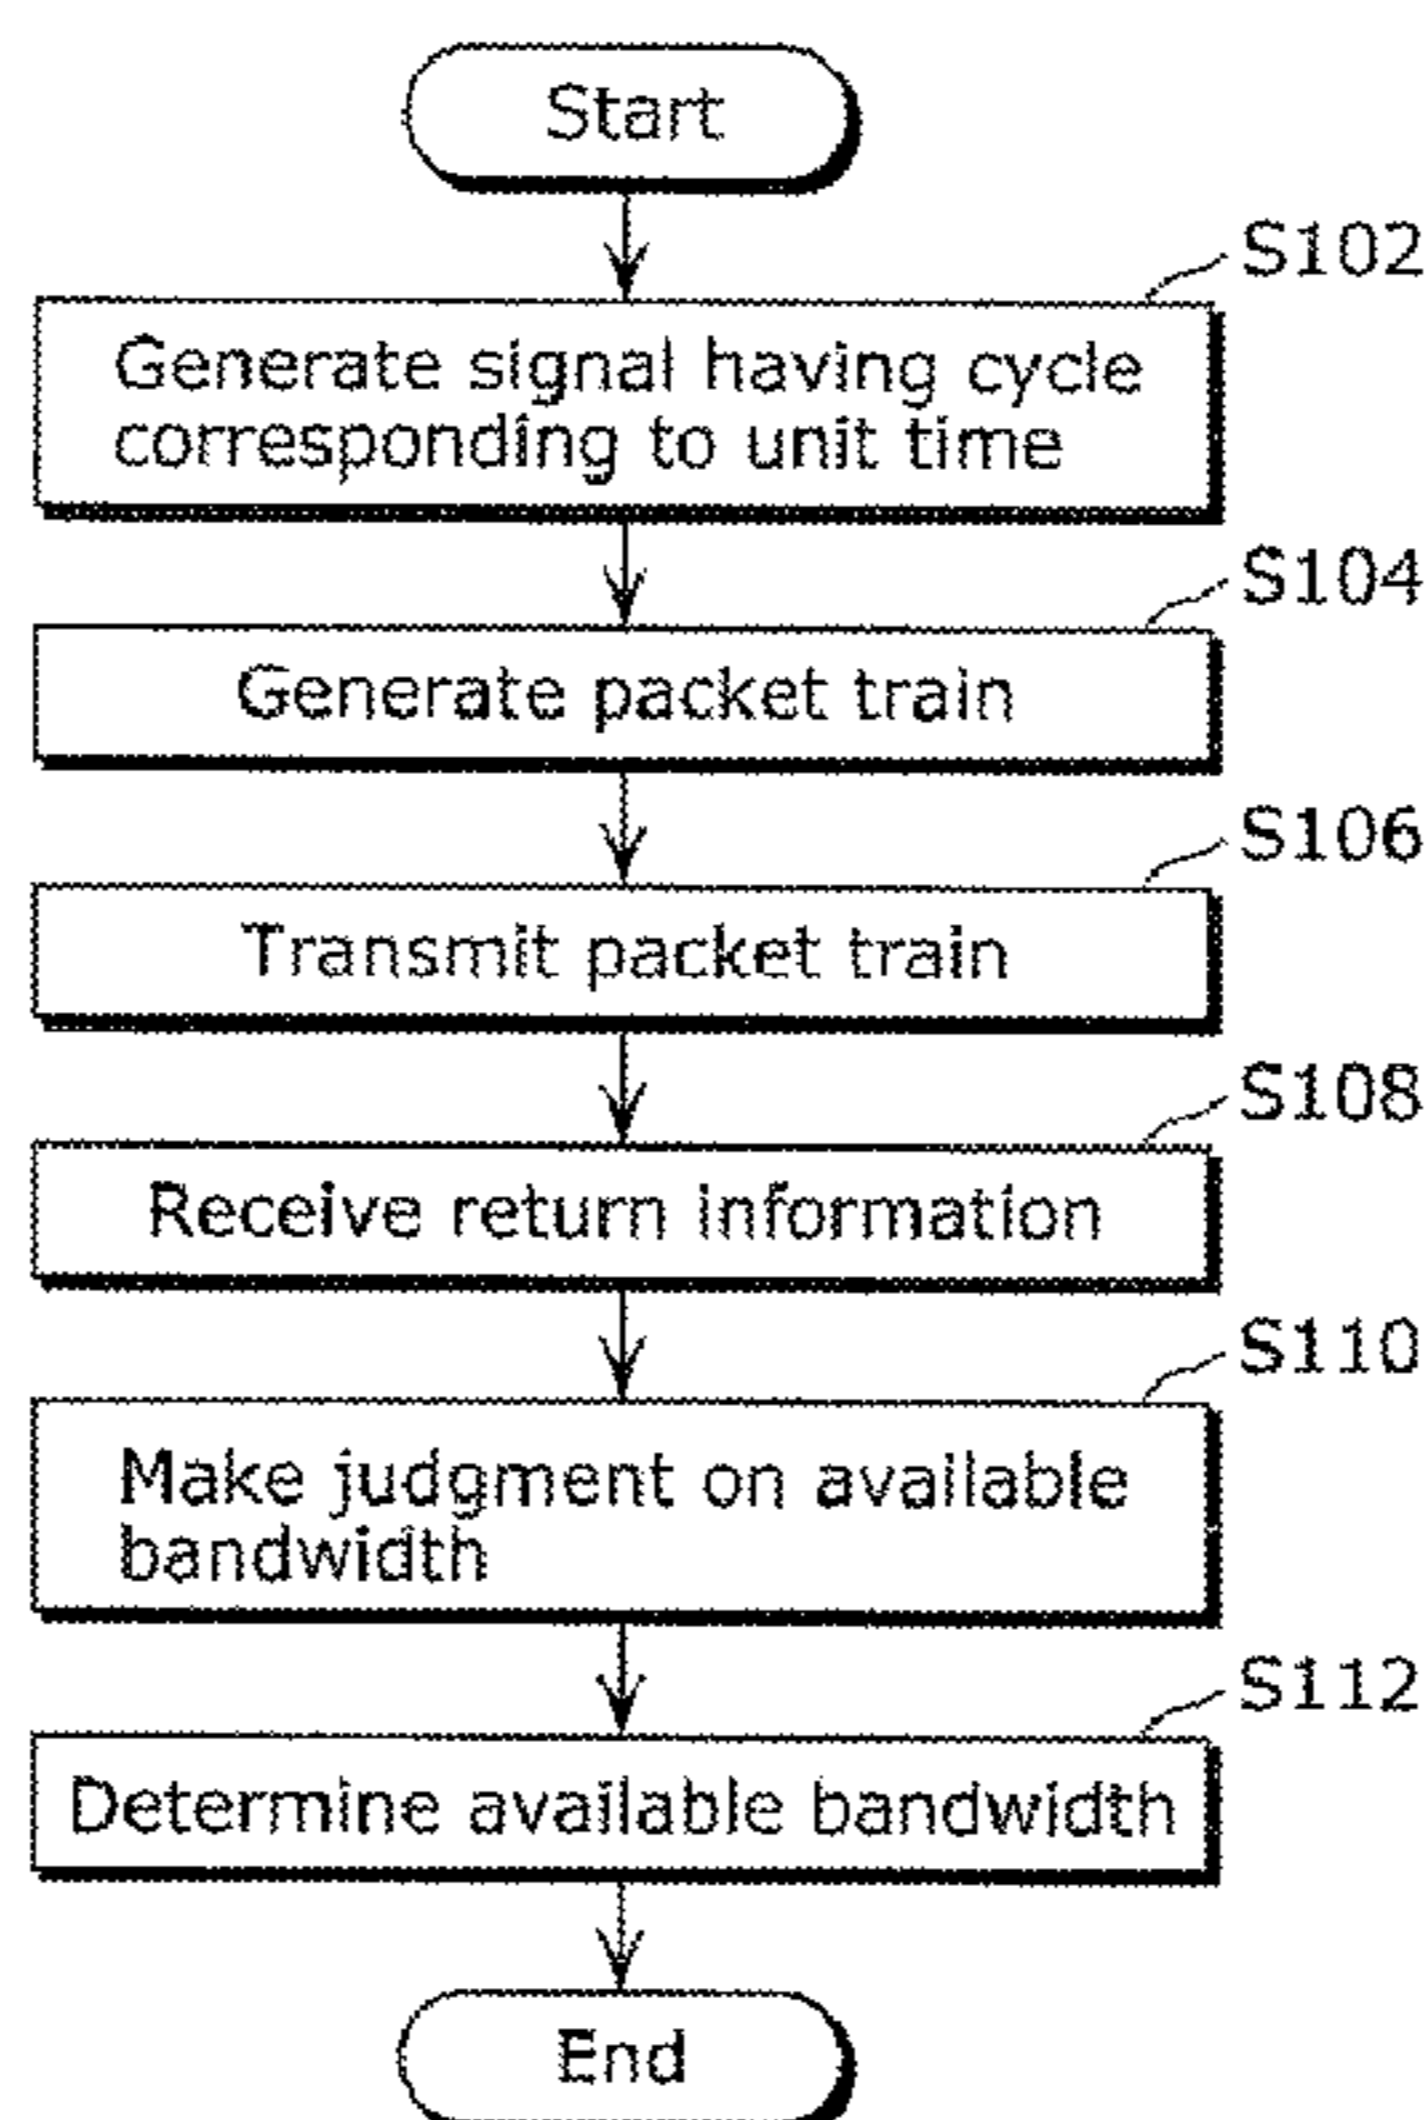 Start
S102
Generate signal having cycle
corresponding to unit time
S104
Generate packet train
S106
Transmit packet train
S108
Receive return information
S110
Make judgment on available
bandwidth
S112
Determine available bandwidth
End